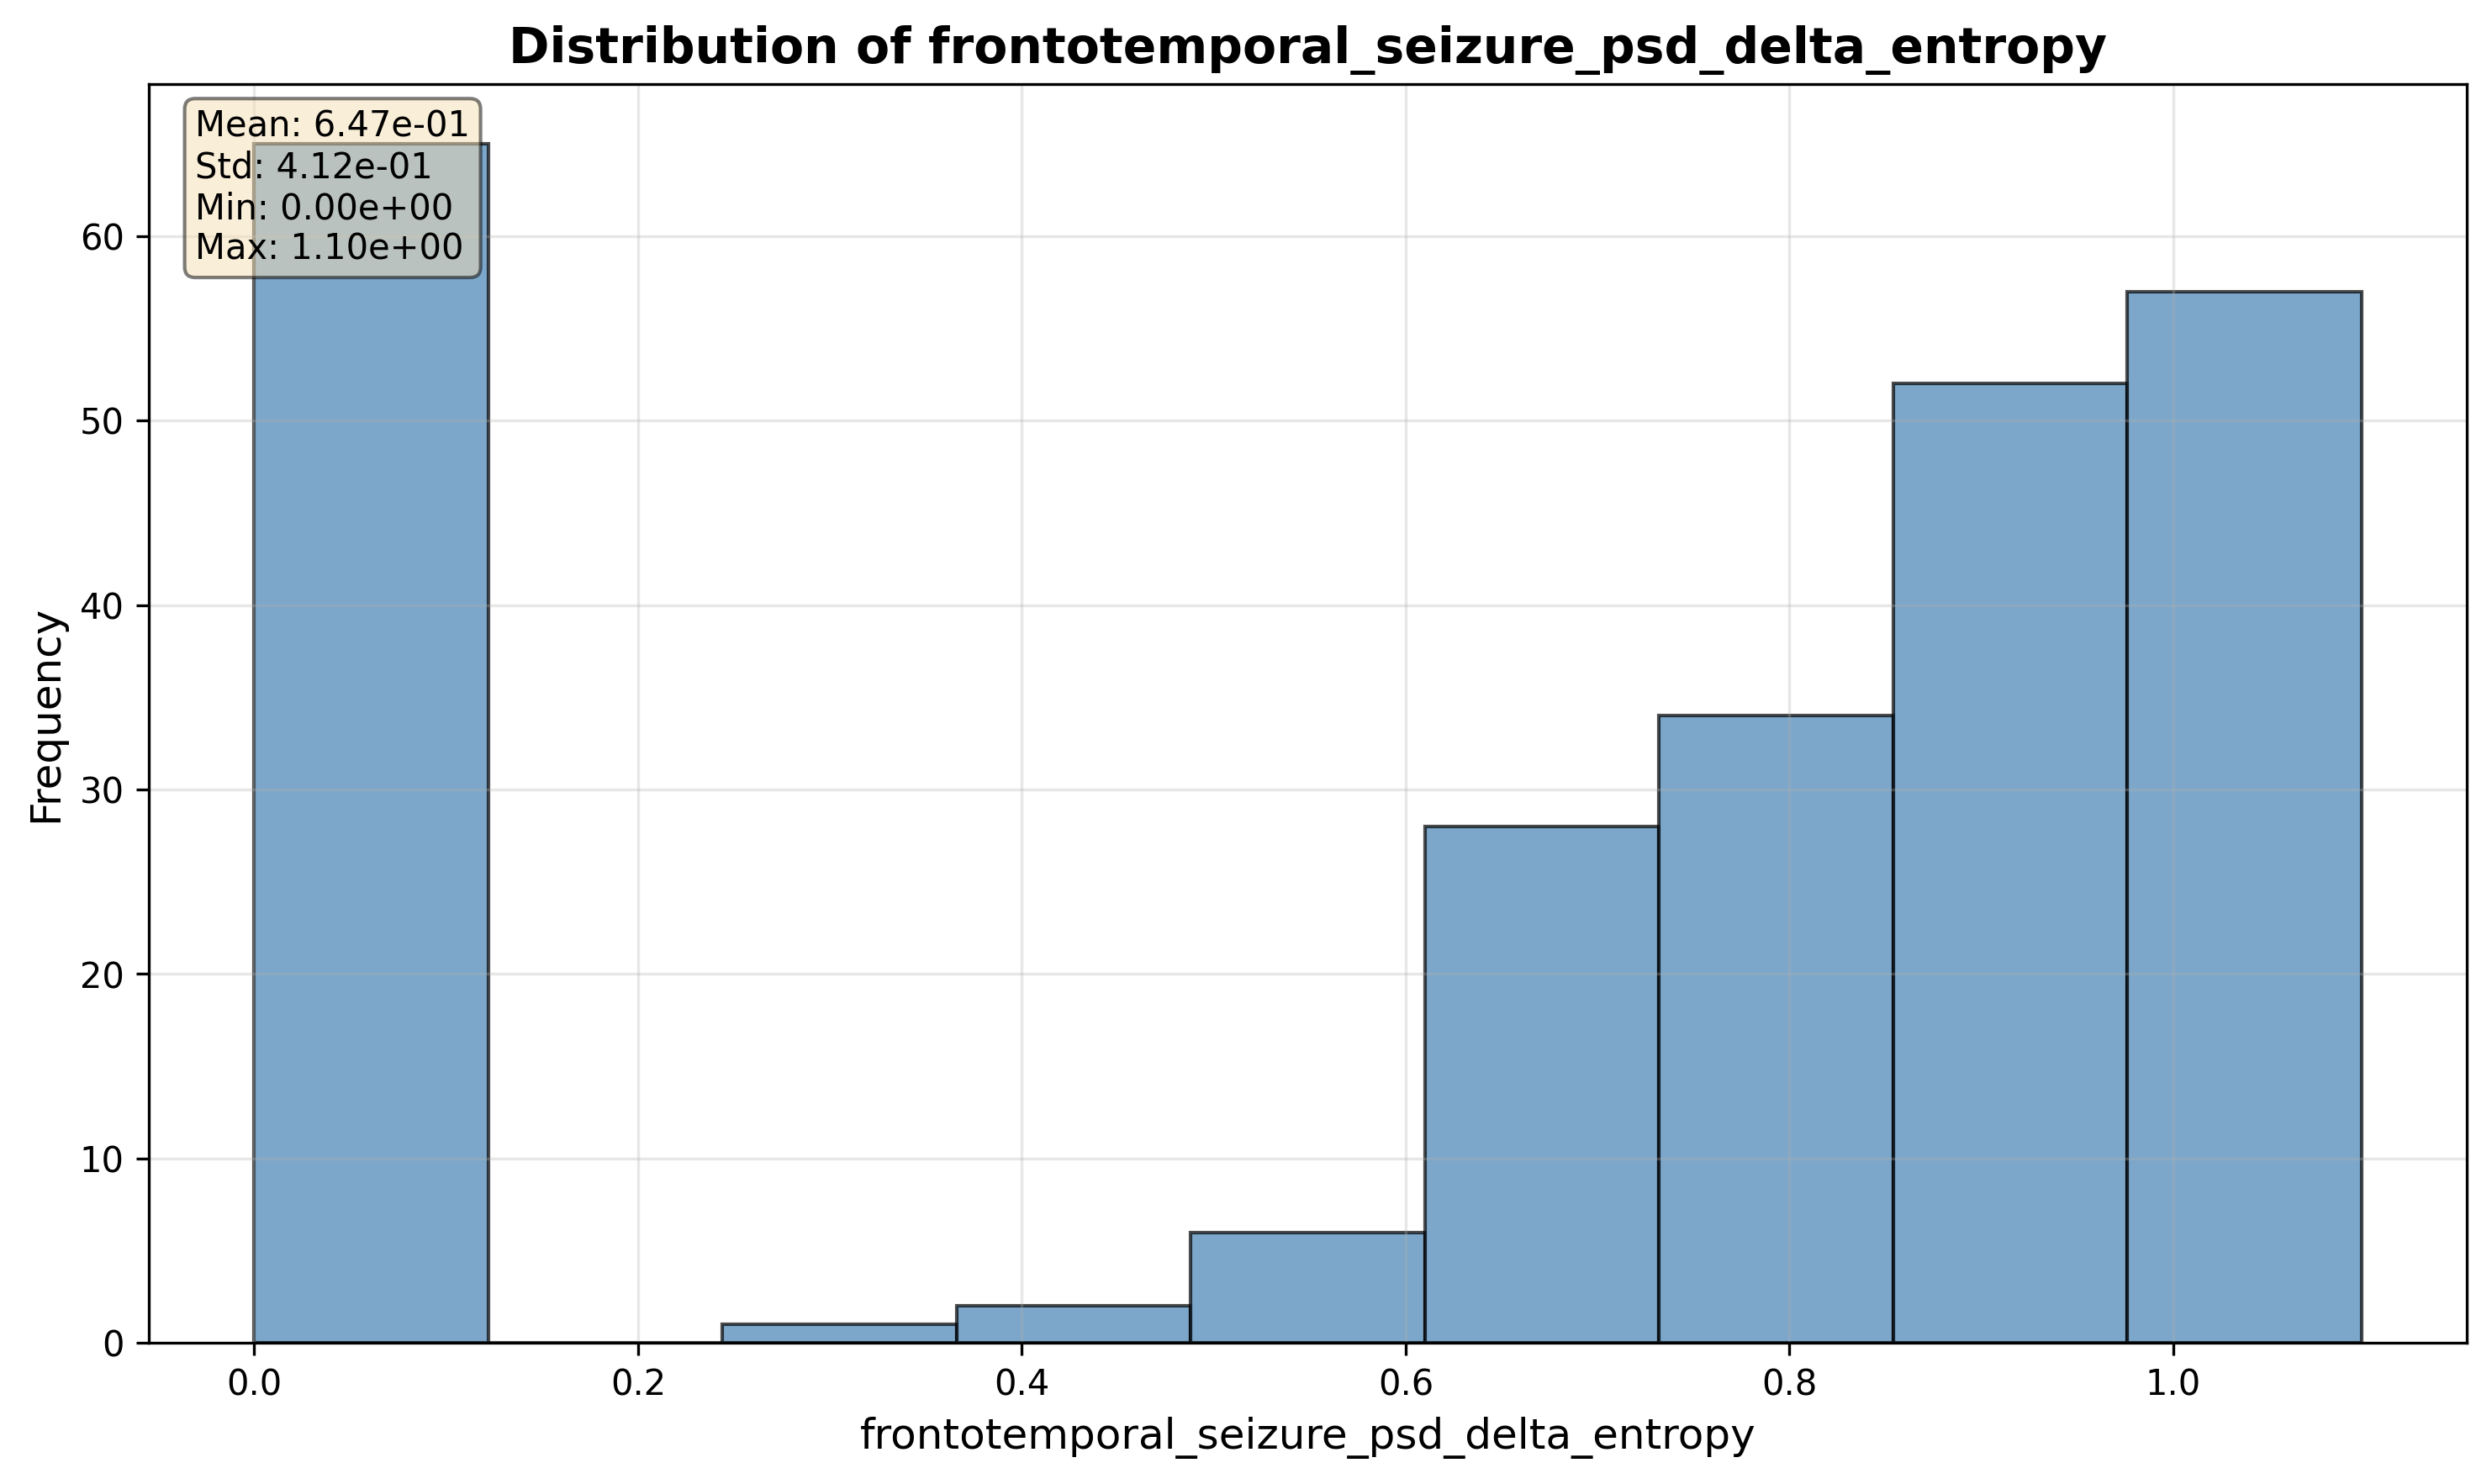 Distribution of frontotemporal_seizure_psd_delta_entropy
Mean: 6.47e-01
Std: 4.12e-01
Min: 0.00e+00
Max: 1.10e+00
60
50
40
30
20
10
0
Frequency
0.0 0.2 0.4 0.6 0.8 1.0
frontotemporal_seizure_psd_delta_entropy